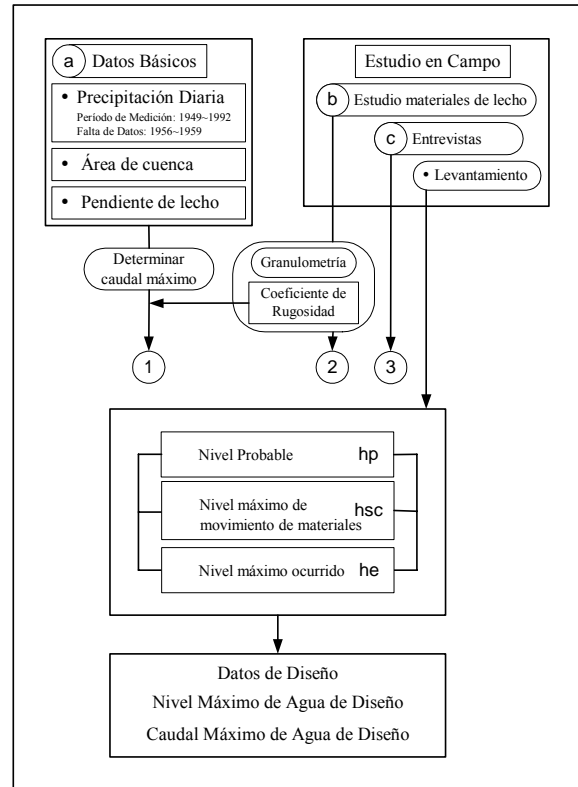 a Datos Básicos
• Precipitación Diaria
Período de Medición: 1949~1992
Falta de Datos: 1956~1959
• Área de cuenca
• Pendiente de lecho
Estudio en Campo
b Estudio materiales de lecho
c Entrevistas
• Levantamiento
Determinar
caudal máximo
Granulometría
Coeficiente de
Rugosidad
1
2
3
Nivel Probable hp
Nivel máximo de
movimiento de materiales hsc
Nivel máximo ocurrido he
Datos de Diseño
Nivel Máximo de Agua de Diseño
Caudal Máximo de Agua de Diseño